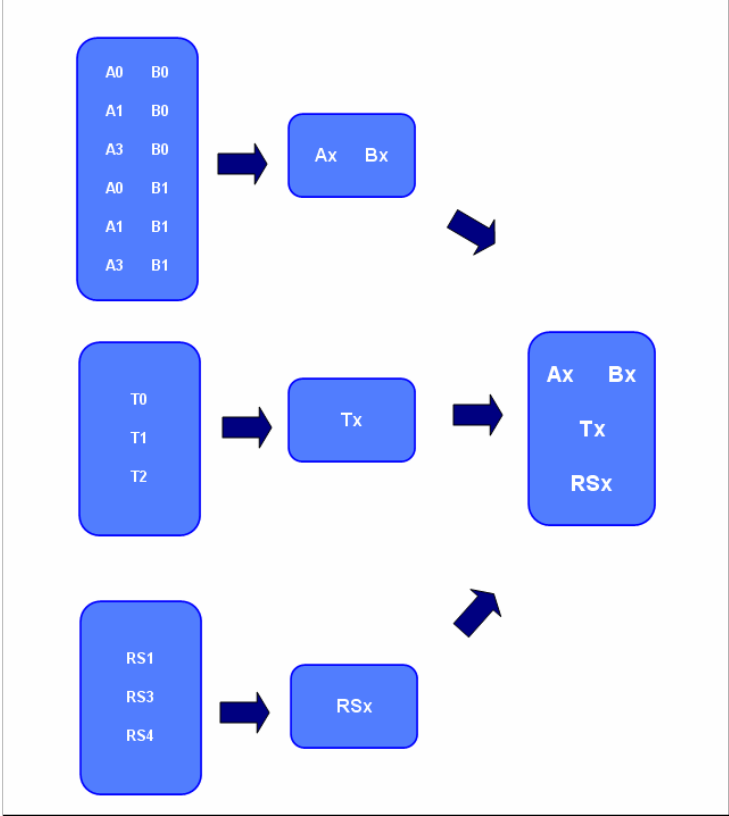 A0 B0
A1 B0
A3 B0
A0 B1
A1 B1
A3 B1
Ax Bx
T0
T1
T2
Tx
RS1
RS3
RS4
RSx
Ax Bx
Tx
RSx